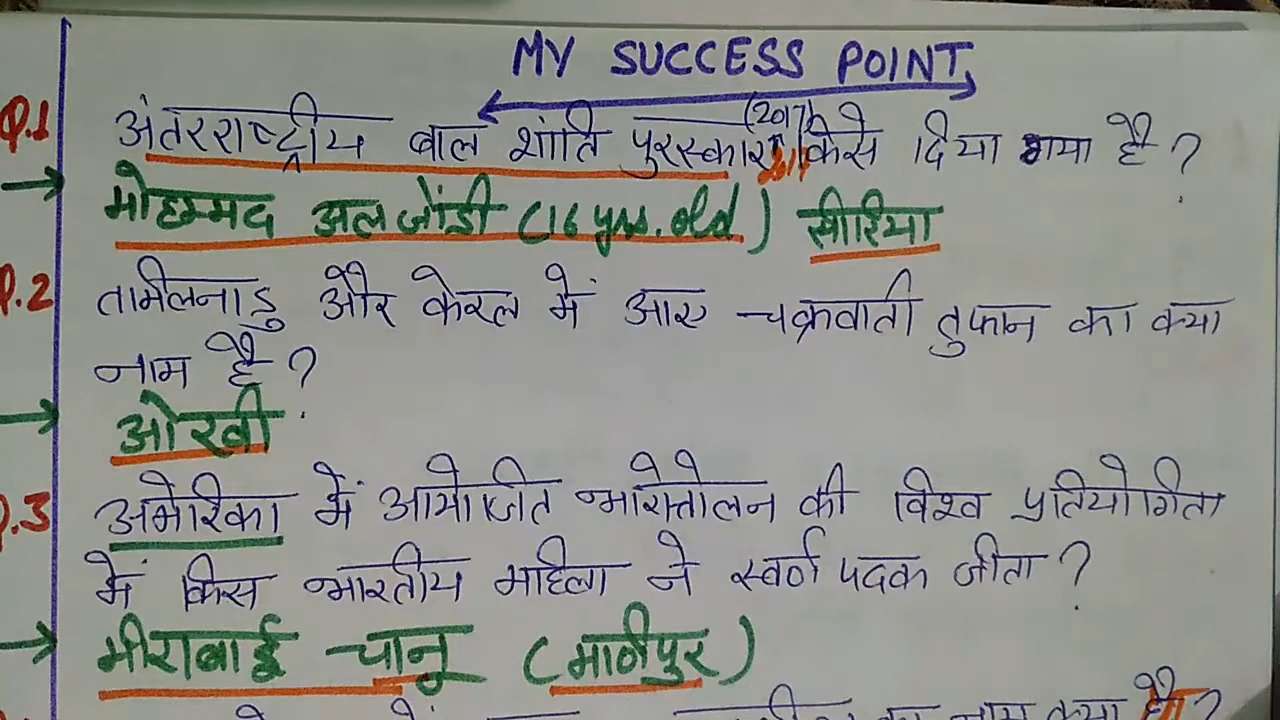 MY SUCCESS POINT
Q.1 अंतरराष्ट्रीय बाल शांति पुरस्कार (2017) किसे दिया गया है?
मोहम्मद अल जोंडी (16 yrs. old) सीरिया
Q.2 तामिलनाडु और केरल में आए चक्रवाती तुफान का क्या
नाम है?
ओखी
Q.3 अमेरिका में आयोजित भारोत्तोलन की विश्व प्रतियोगिता
में किस भारतीय महिला ने स्वर्ण पदक जीता?
मीराबाई चानू (मणीपुर)
का नाम क्या है?